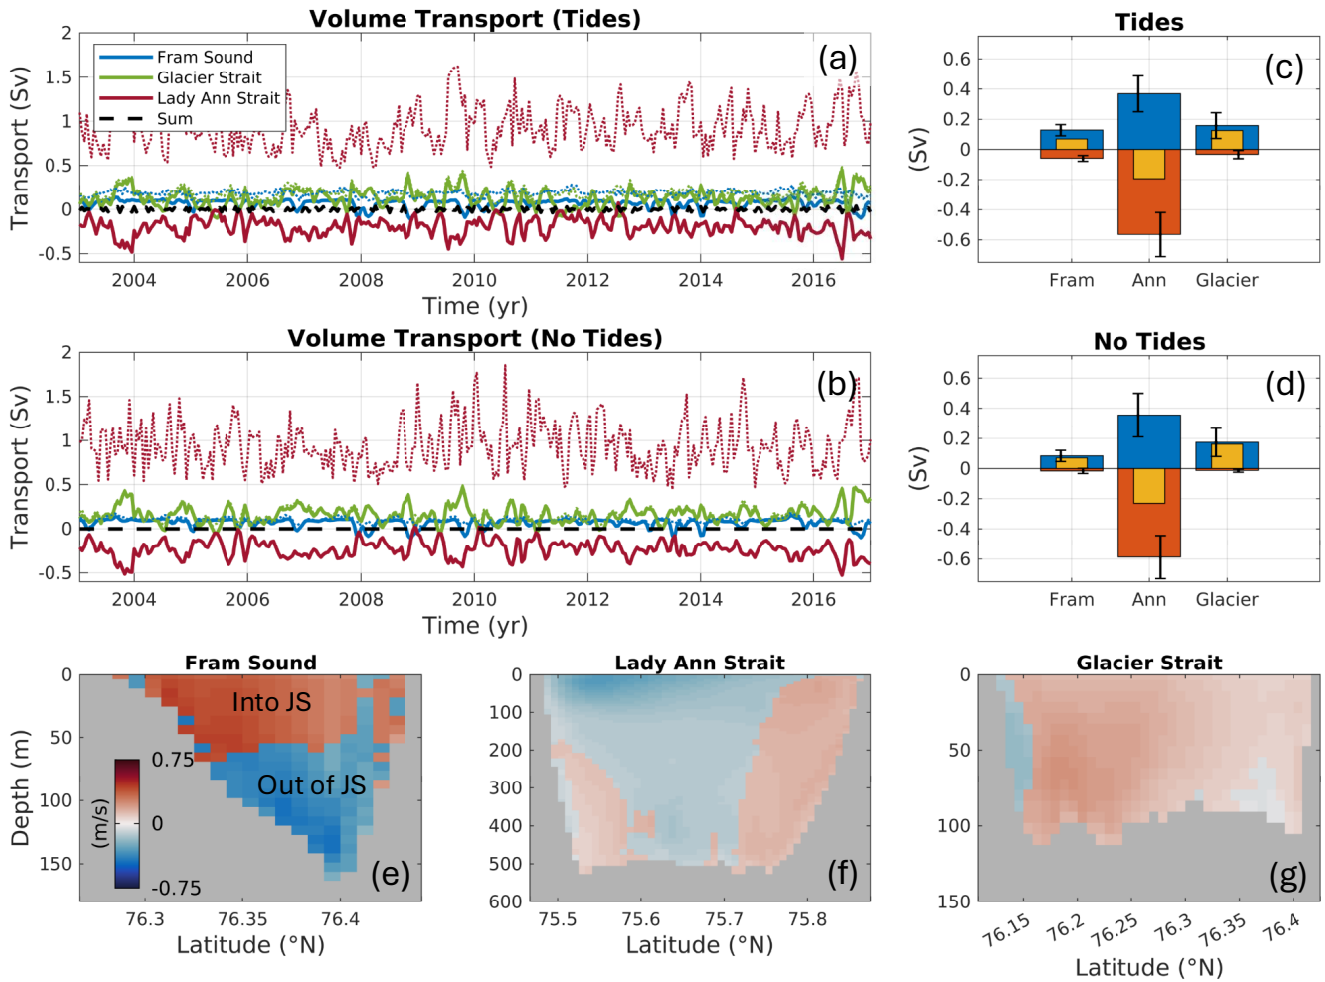 Volume Transport (Tides)
Transport (Sv)
2
1.5
1
0.5
0
-0.5
Fram Sound
Glacier Strait
Lady Ann Strait
Sum
(a)
2004 2006 2008 2010 2012 2014 2016
Time (yr)
Tides
(Sv)
0.6
0.4
0.2
0
-0.2
-0.4
-0.6
(c)
Fram Ann Glacier
Volume Transport (No Tides)
Transport (Sv)
2
1.5
1
0.5
0
-0.5
(b)
2004 2006 2008 2010 2012 2014 2016
Time (yr)
No Tides
(Sv)
0.6
0.4
0.2
0
-0.2
-0.4
-0.6
(d)
Fram Ann Glacier
Fram Sound
Depth (m)
0
50
100
150
Into JS
Out of JS
0.75
0
-0.75
(m/s)
(e)
76.3 76.35 76.4
Latitude (°N)
Lady Ann Strait
0
100
200
300
400
500
600
(f)
75.5 75.6 75.7 75.8
Latitude (°N)
Glacier Strait
0
50
100
150
(g)
76.15 76.2 76.25 76.3 76.35 76.4
Latitude (°N)